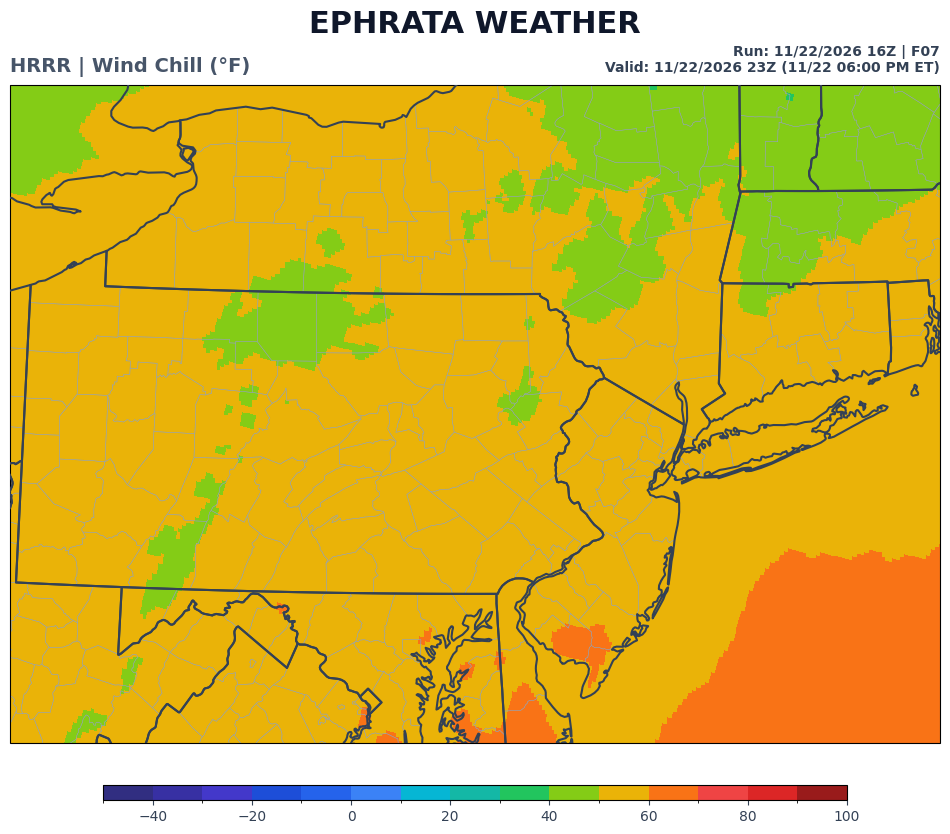 EPHRATA WEATHER
HRRR | Wind Chill (°F)
Run: 11/22/2026 16Z | F07
Valid: 11/22/2026 23Z (11/22 06:00 PM ET)
−40 −20 0 20 40 60 80 100